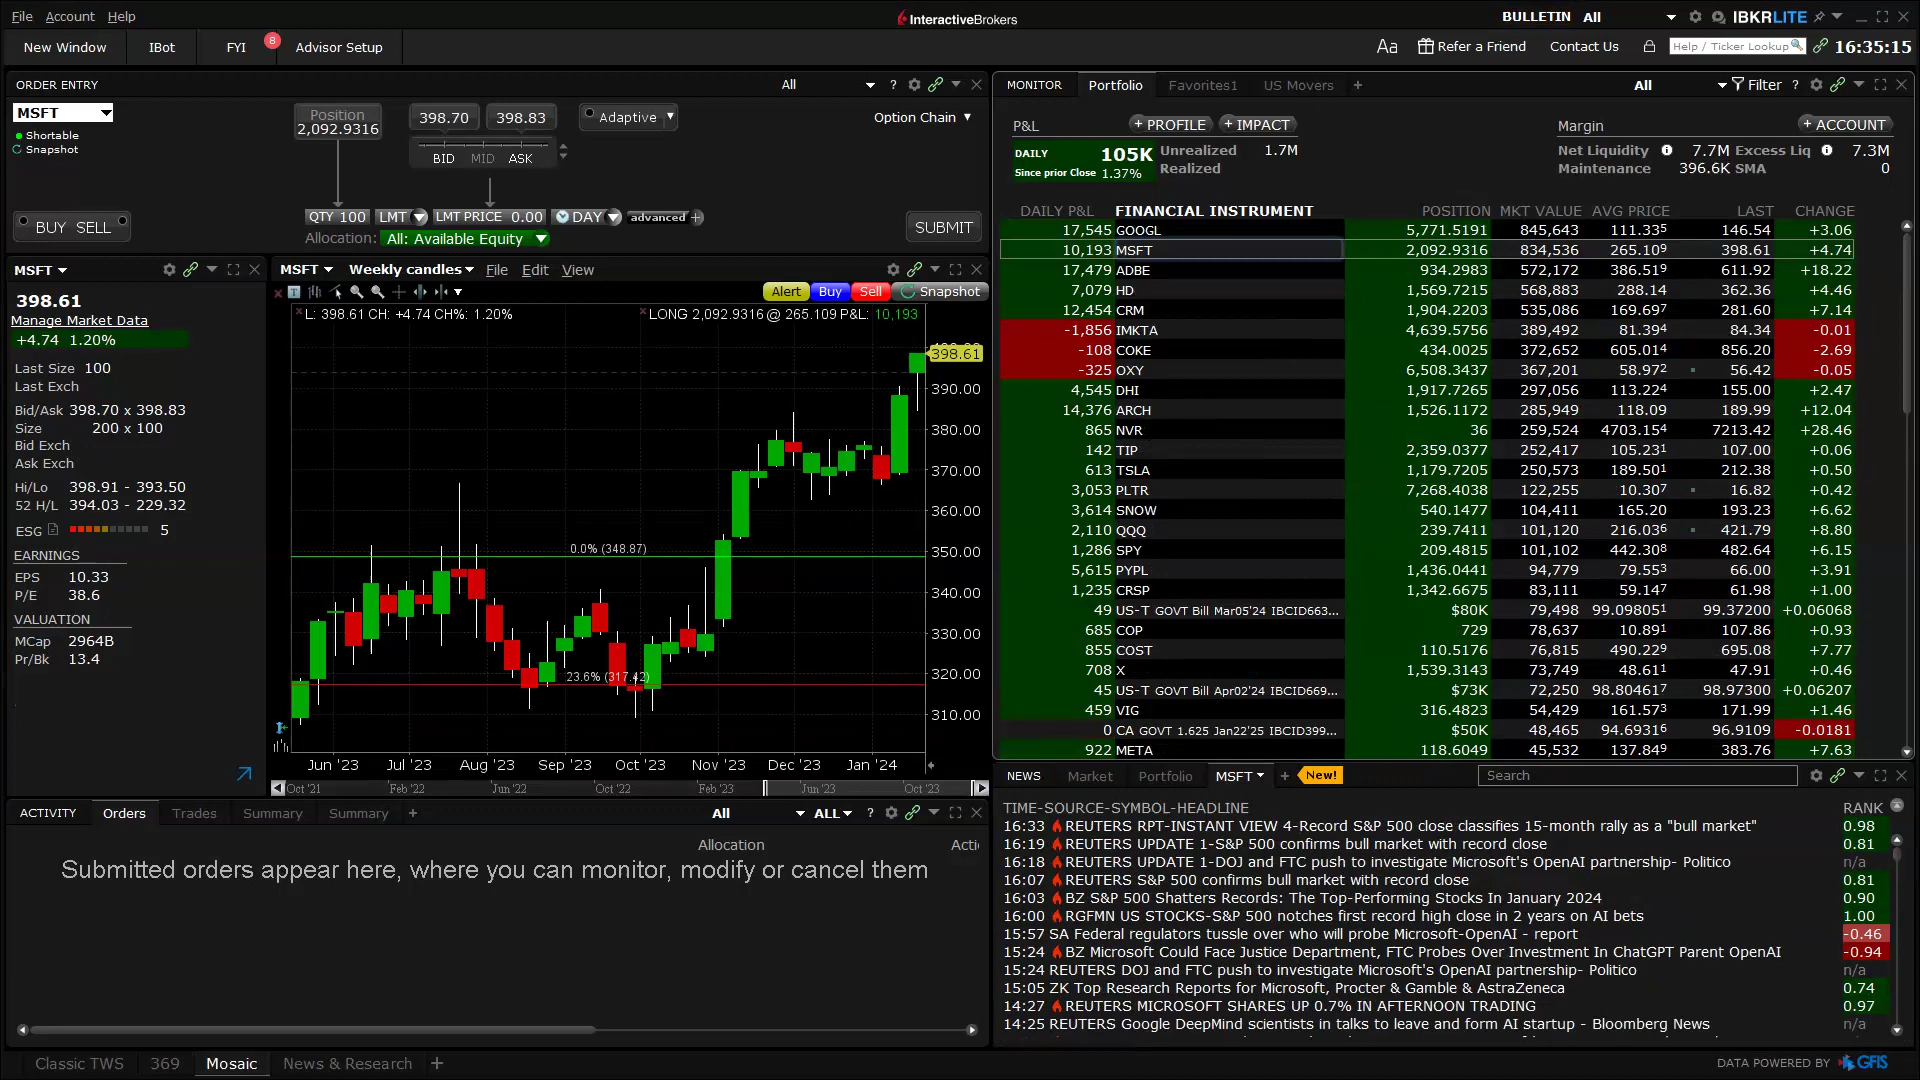 File Account Help
InteractiveBrokers
BULLETIN All
IBKRLITE
New Window IBot FYI 8 Advisor Setup
Aa Refer a Friend Contact Us Help / Ticker Lookup 16:35:15
ORDER ENTRY All ?
MSFT
Shortable
Snapshot
Position
2,092.9316
398.70 398.83
BID MID ASK
Adaptive
Option Chain
BUY SELL
QTY 100 LMT LMT PRICE 0.00 DAY advanced +
Allocation: All: Available Equity
SUBMIT
MSFT
398.61
Manage Market Data
+4.74 1.20%
Last Size 100
Last Exch
Bid/Ask 398.70 x 398.83
Size 200 x 100
Bid Exch
Ask Exch
Hi/Lo 398.91 - 393.50
52 H/L 394.03 - 229.32
ESG 5
EARNINGS
EPS 10.33
P/E 38.6
VALUATION
MCap 2964B
Pr/Bk 13.4
MSFT Weekly candles File Edit View
Alert Buy Sell Snapshot
L: 398.61 CH: +4.74 CH%: 1.20%
LONG 2,092.9316 @ 265.109 P&L: 10,193
398.61
390.00
380.00
370.00
360.00
350.00
340.00
330.00
320.00
310.00
0.0% (348.87)
23.6% (317.42)
Jun '23 Jul '23 Aug '23 Sep '23 Oct '23 Nov '23 Dec '23 Jan '24
Oct '21 Feb '22 Jun '22 Oct '22 Feb '23 Jun '23 Oct '23
ACTIVITY Orders Trades Summary Summary + All ALL ?
Allocation Acti
Submitted orders appear here, where you can monitor, modify or cancel them
MONITOR Portfolio Favorites1 US Movers + All Filter ?
P&L + PROFILE + IMPACT
DAILY 105K
Since prior Close 1.37%
Unrealized 1.7M
Realized
Margin + ACCOUNT
Net Liquidity 7.7M Excess Liq 7.3M
Maintenance 396.6K SMA 0
DAILY P&L FINANCIAL INSTRUMENT POSITION MKT VALUE AVG PRICE LAST CHANGE
17,545 GOOGL 5,771.5191 845,643 111.335 146.54 +3.06
10,193 MSFT 2,092.9316 834,536 265.109 398.61 +4.74
17,479 ADBE 934.2983 572,172 386.519 611.92 +18.22
7,079 HD 1,569.7215 568,883 288.14 362.36 +4.46
12,454 CRM 1,904.2203 535,086 169.697 281.60 +7.14
-1,856 IMKTA 4,639.5756 389,492 81.394 84.34 -0.01
-108 COKE 434.0025 372,652 605.014 856.20 -2.69
-325 OXY 6,508.3437 367,201 58.972 56.42 -0.05
4,545 DHI 1,917.7265 297,056 113.224 155.00 +2.47
14,376 ARCH 1,526.1172 285,949 118.09 189.99 +12.04
865 NVR 36 259,524 4703.154 7213.42 +28.46
142 TIP 2,359.0377 252,417 105.231 107.00 +0.06
613 TSLA 1,179.7205 250,573 189.501 212.38 +0.50
3,053 PLTR 7,268.4038 122,255 10.307 16.82 +0.42
3,614 SNOW 540.1477 104,411 165.20 193.23 +6.62
2,110 QQQ 239.7411 101,120 216.036 421.79 +8.80
1,286 SPY 209.4815 101,102 442.308 482.64 +6.15
5,615 PYPL 1,436.0441 94,779 79.553 66.00 +3.91
1,235 CRSP 1,342.6675 83,111 59.147 61.98 +1.00
49 US-T GOVT Bill Mar05'24 IBCID663... $80K 79,498 99.098051 99.37200 +0.06068
685 COP 729 78,637 10.891 107.86 +0.93
855 COST 110.5176 76,815 490.229 695.08 +7.77
708 X 1,539.3143 73,749 48.611 47.91 +0.46
45 US-T GOVT Bill Apr02'24 IBCID669... $73K 72,250 98.804617 98.97300 +0.06207
459 VIG 316.4823 54,429 161.573 171.99 +1.46
0 CA GOVT 1.625 Jan22'25 IBCID399... $50K 48,465 94.69316 96.9109 -0.0181
922 META 118.6049 45,532 137.849 383.76 +7.63
NEWS Market Portfolio MSFT + New! Search
TIME-SOURCE-SYMBOL-HEADLINE RANK
16:33 REUTERS RPT-INSTANT VIEW 4-Record S&P 500 close classifies 15-month rally as a "bull market" 0.98
16:19 REUTERS UPDATE 1-S&P 500 confirms bull market with record close 0.81
16:18 REUTERS UPDATE 1-DOJ and FTC push to investigate Microsoft's OpenAI partnership- Politico n/a
16:07 REUTERS S&P 500 confirms bull market with record close 0.81
16:03 BZ S&P 500 Shatters Records: The Top-Performing Stocks In January 2024 0.90
16:00 RGFMN US STOCKS-S&P 500 notches first record high close in 2 years on AI bets 1.00
15:57 SA Federal regulators tussle over who will probe Microsoft-OpenAI - report -0.46
15:24 BZ Microsoft Could Face Justice Department, FTC Probes Over Investment In ChatGPT Parent OpenAI -0.94
15:24 REUTERS DOJ and FTC push to investigate Microsoft's OpenAI partnership- Politico n/a
15:05 ZK Top Research Reports for Microsoft, Procter & Gamble & AstraZeneca 0.74
14:27 REUTERS MICROSOFT SHARES UP 0.7% IN AFTERNOON TRADING 0.97
14:25 REUTERS Google DeepMind scientists in talks to leave and form AI startup - Bloomberg News n/a
Classic TWS 369 Mosaic News & Research +
DATA POWERED BY GFIS